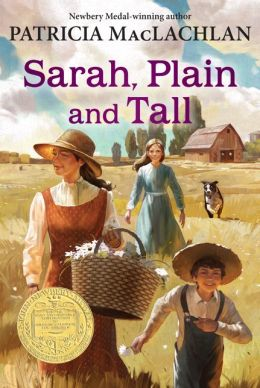 Newbery Medal-winning author
PATRICIA MACLACHLAN
Sarah, Plain
and Tall